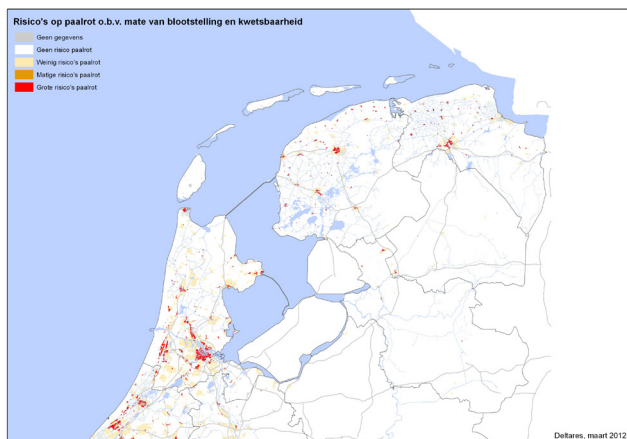 Risico's op paalrot o.b.v. mate van blootstelling en kwetsbaarheid
Geen gegevens
Geen risico paalrot
Weinig risico's paalrot
Matige risico's paalrot
Grote risico's paalrot
Deltares, maart 2012